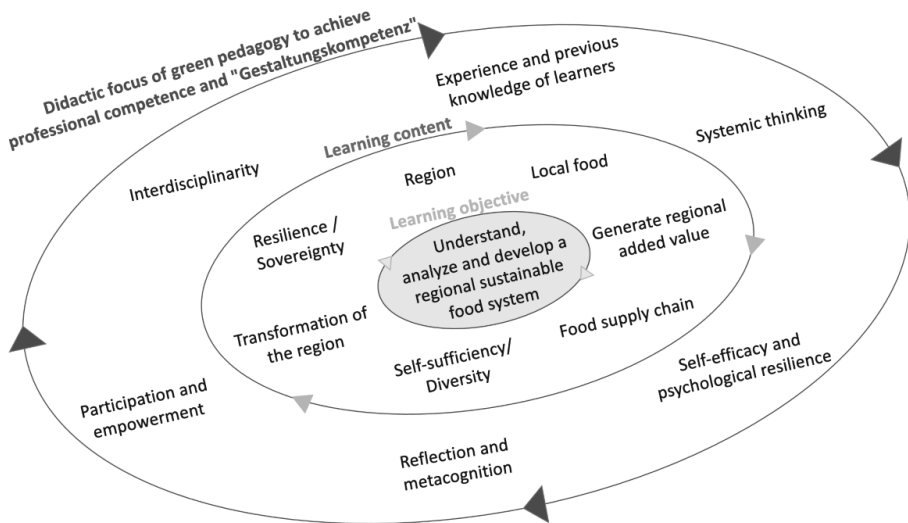 Didactic focus of green pedagogy to achieve
professional competence and "Gestaltungskompetenz"
Experience and previous
knowledge of learners
Systemic thinking
Self-efficacy and
psychological resilience
Reflection and
metacognition
Participation and
empowerment
Interdisciplinarity
Learning content
Region
Local food
Generate regional
added value
Food supply chain
Self-sufficiency/
Diversity
Transformation of
the region
Resilience /
Sovereignty
Learning objective
Understand,
analyze and develop a
regional sustainable
food system